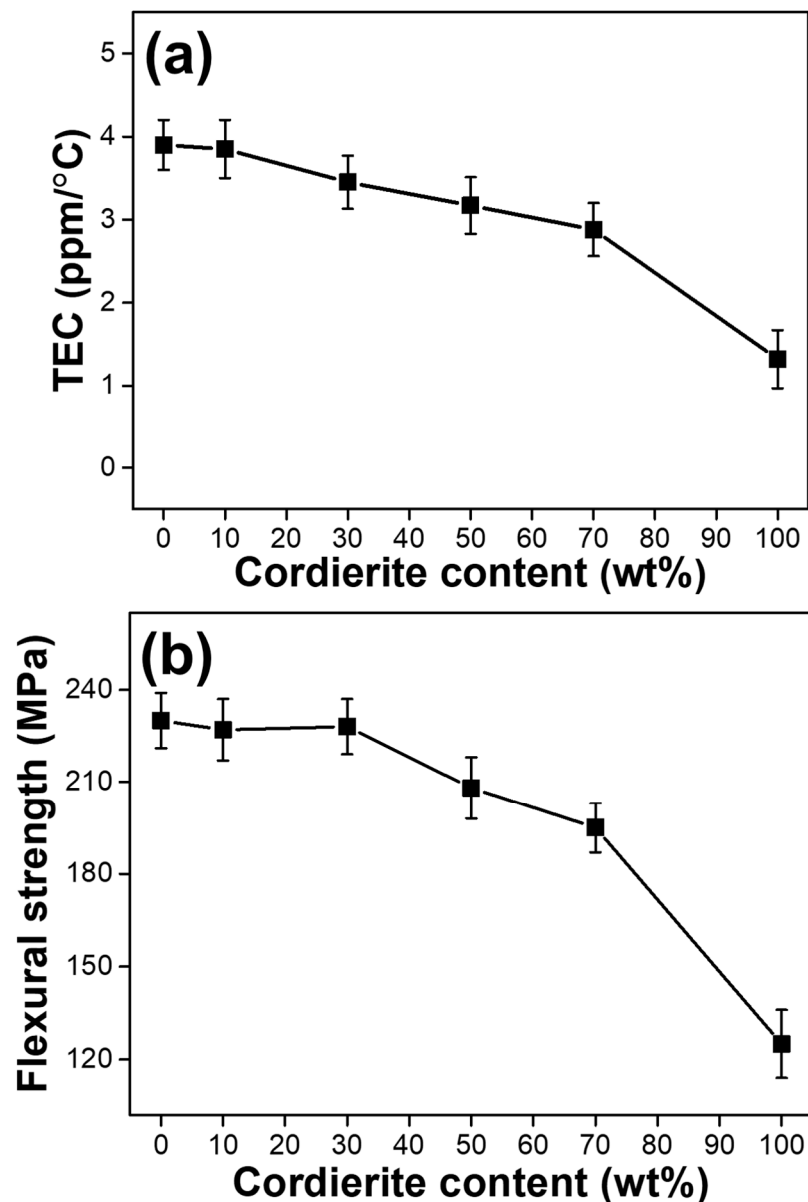 (a)
TEC (ppm/°C)
5
4
3
2
1
0
0 10 20 30 40 50 60 70 80 90 100
Cordierite content (wt%)
(b)
Flexural strength (MPa)
240
210
180
150
120
0 10 20 30 40 50 60 70 80 90 100
Cordierite content (wt%)